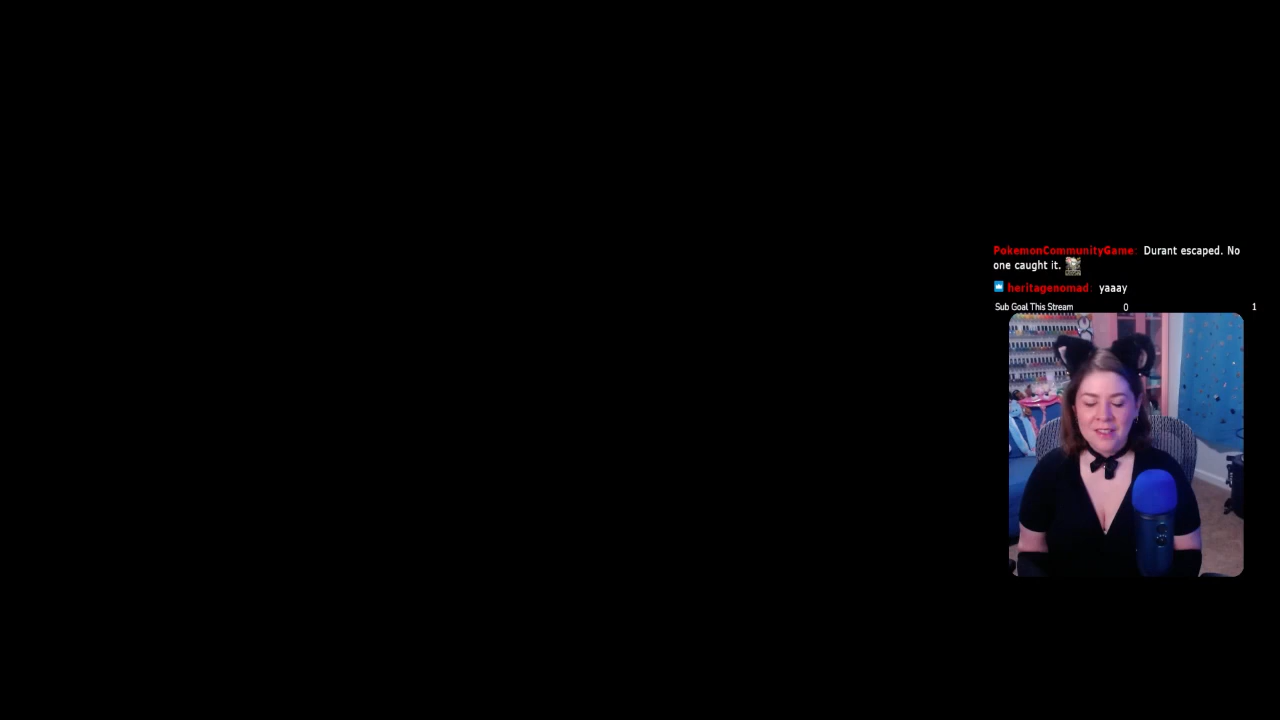 PokemonCommunityGame: Durant escaped. No
one caught it.
heritagenomad: yaaay
Sub Goal This Stream 0 1